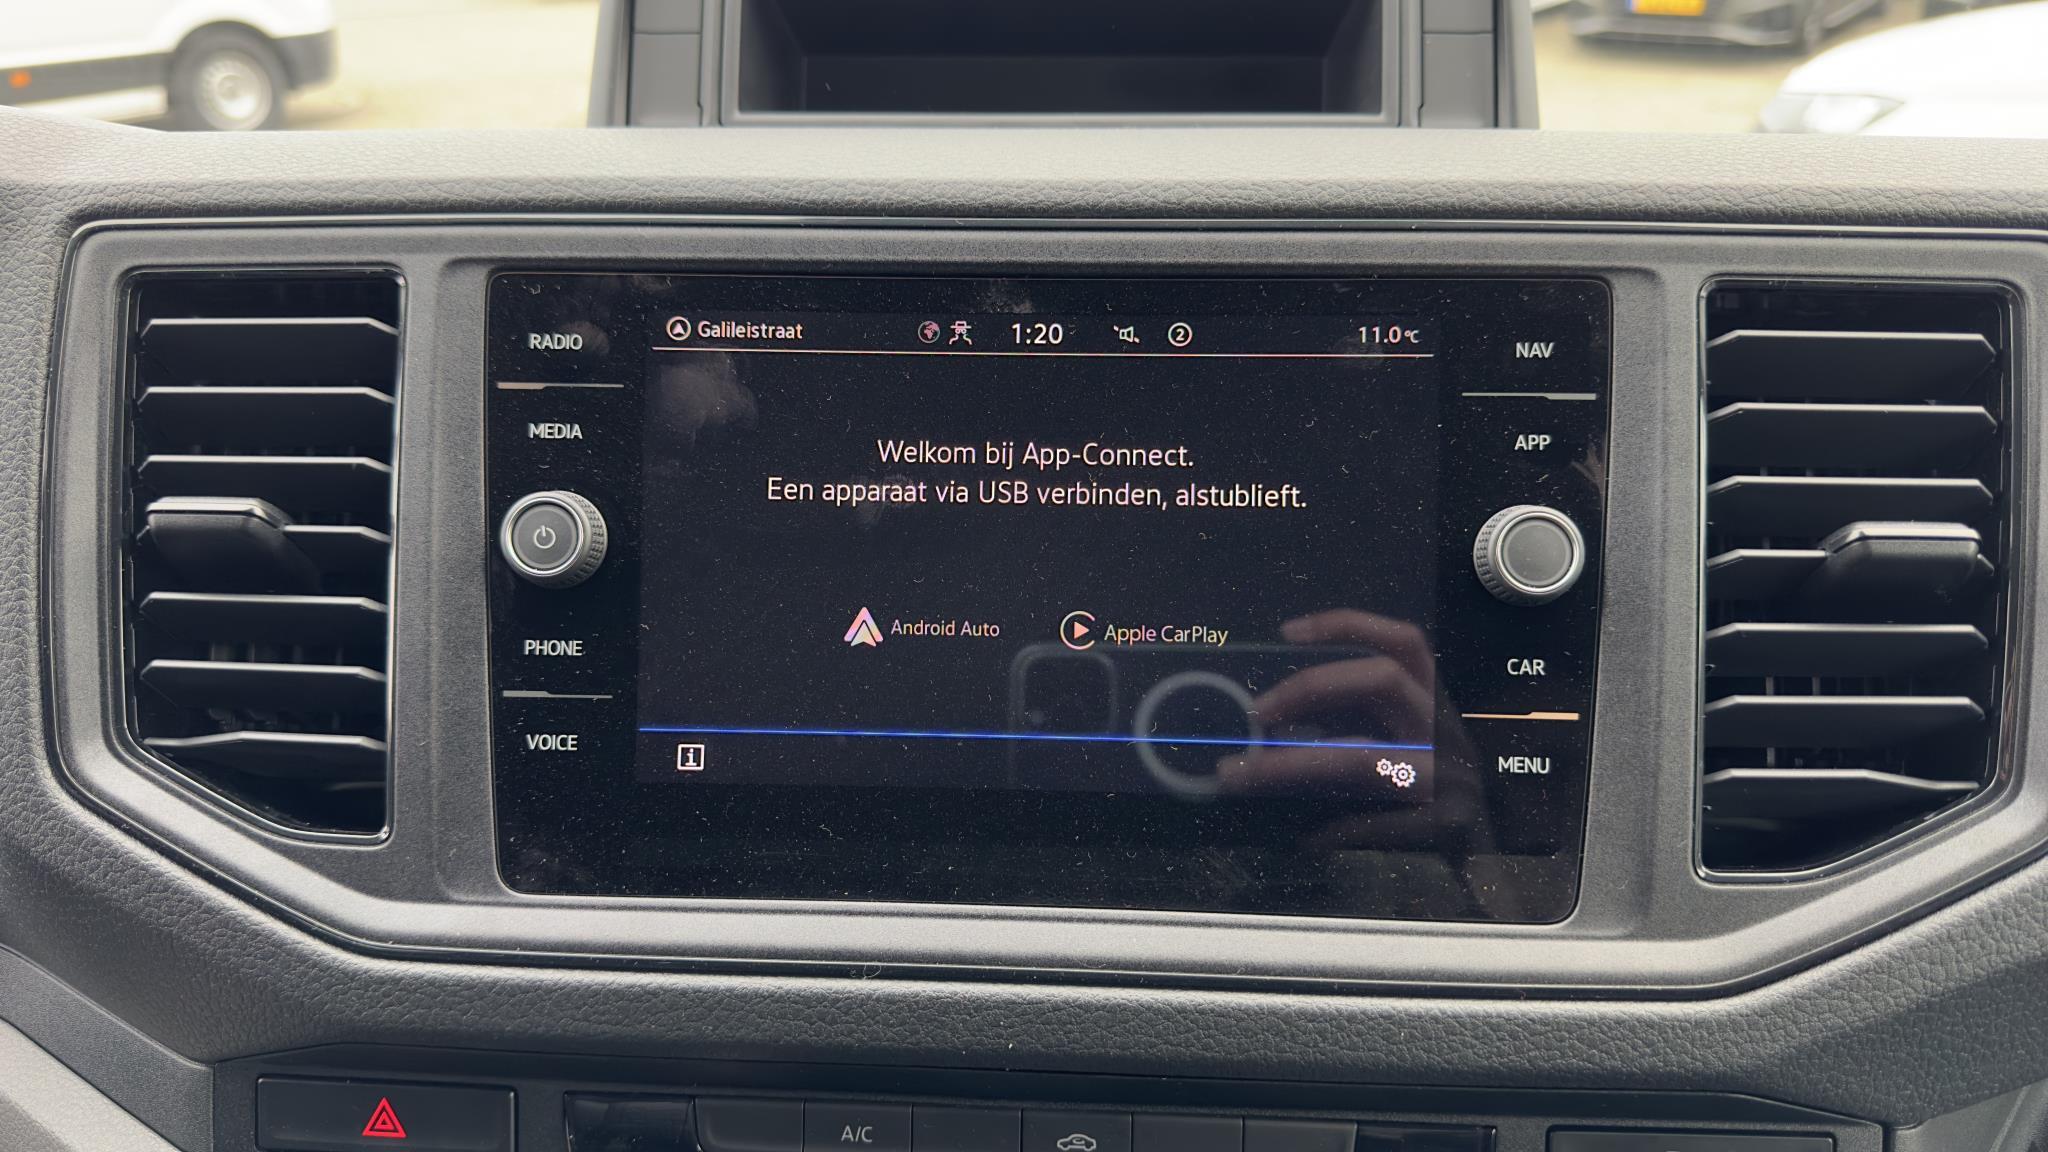 Galileistraat 1:20 2 11.0°C
RADIO
MEDIA
PHONE
VOICE
Welkom bij App-Connect.
Een apparaat via USB verbinden, alstublieft.
Android Auto
Apple CarPlay
i
NAV
APP
CAR
MENU
A/C